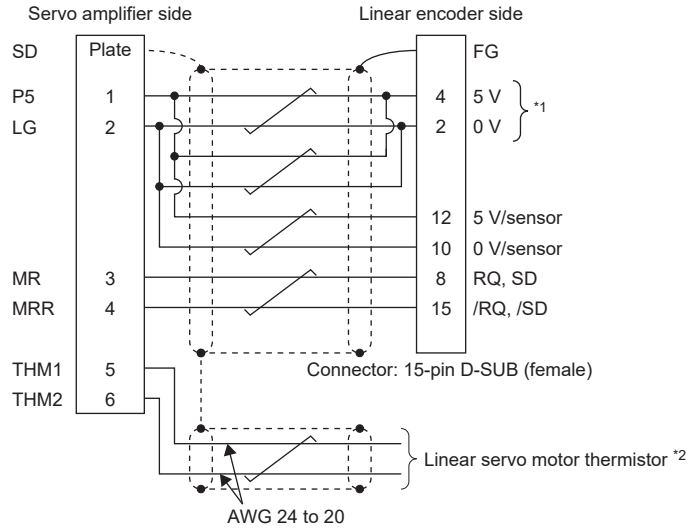 Servo amplifier side Linear encoder side
SD Plate FG
P5 1 4 5 V *1
LG 2 2 0 V
12 5 V/sensor
10 0 V/sensor
MR 3 8 RQ, SD
MRR 4 15 /RQ, /SD
THM1 5 Connector: 15-pin D-SUB (female)
THM2 6
Linear servo motor thermistor *2
AWG 24 to 20